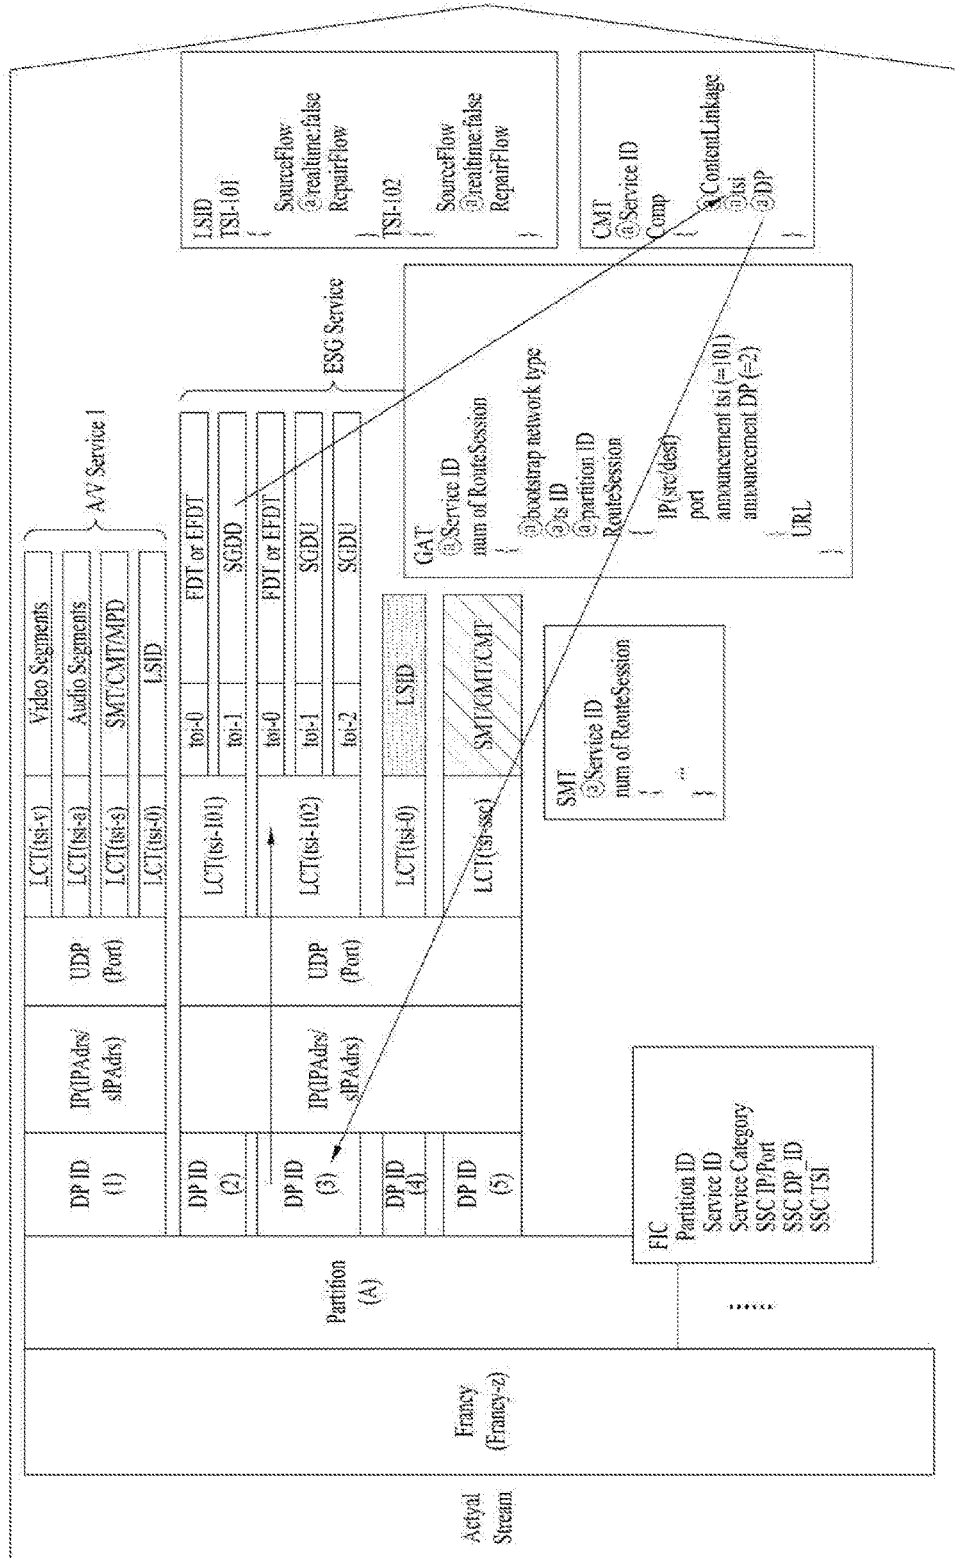 Actyal
Stream
Francy
(Francy-z)
Partition
(A)
DP ID
(1)
IP(IPAdrs/
sIPAdrs)
UDP
(Port)
LCT(tsi-v)
Video Segments
LCT(tsi-a)
Audio Segments
LCT(tsi-s)
SMT/CMT/MPD
LCT(tsi-0)
LSID
A/V Service 1
DP ID
(2)
DP ID
(3)
DP ID
(4)
DP ID
(5)
IP(IPAdrs/
sIPAdrs)
UDP
(Port)
LCT(tsi-101)
toi-0
FDT or EFDT
toi-1
SGDD
LCT(tsi-102)
toi-0
FDT or EFDT
toi-1
SGDU
toi-2
SGDU
LCT(tsi-0)
LSID
LCT(tsi-ssc)
SMT/GMT/CMT
ESG Service
LSID
TSI-101
{
SourceFlow
@realtime:false
RepairFlow
}
TSI-102
{
SourceFlow
@realtime:false
RepairFlow
}
CMT
@Service ID
Comp
{
@ContentLinkage
@tsi
@DP
}
GAT
@Service ID
num of RouteSession
{
@bootstrap network type
@ts ID
@partition ID
RouteSession
{
IP(src/dest)
port
announcement tsi (=101)
announcement DP (=2)
}
URL
}
SMT
@Service ID
num of RouteSession
{
...
}
FIC
Partition ID
Service ID
Service Category
SSC IP/Port
SSC DP_ID
SSC TSI
......